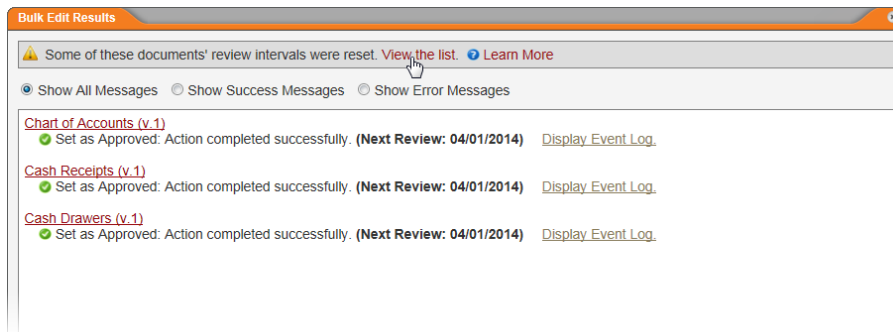 Bulk Edit Results
Some of these documents' review intervals were reset. View the list. Learn More
Show All Messages Show Success Messages Show Error Messages
Chart of Accounts (v.1)
Set as Approved: Action completed successfully. (Next Review: 04/01/2014) Display Event Log.
Cash Receipts (v.1)
Set as Approved: Action completed successfully. (Next Review: 04/01/2014) Display Event Log.
Cash Drawers (v.1)
Set as Approved: Action completed successfully. (Next Review: 04/01/2014) Display Event Log.